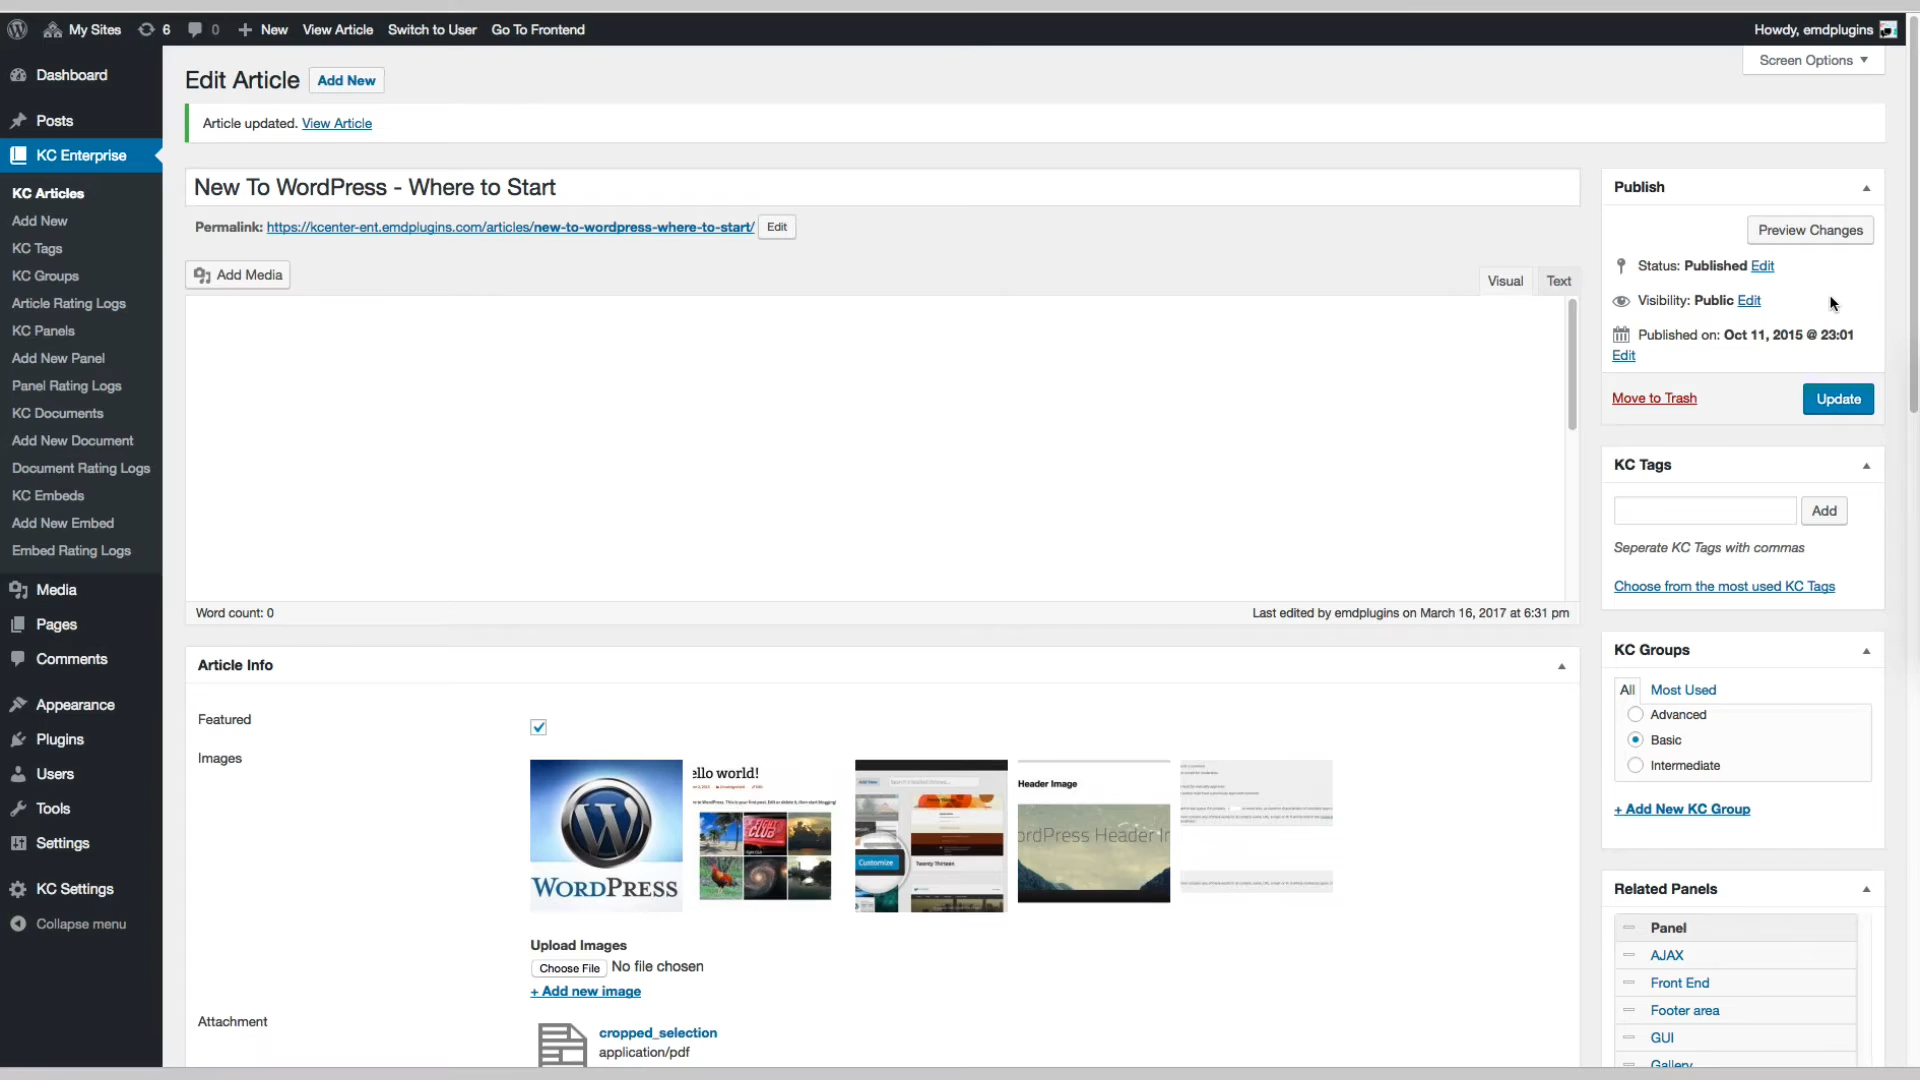 My Sites 6 0 New View Article Switch to User Go To Frontend Howdy, emdplugins
Screen Options
Dashboard
Posts
KC Enterprise
KC Articles
Add New
KC Tags
KC Groups
Article Rating Logs
KC Panels
Add New Panel
Panel Rating Logs
KC Documents
Add New Document
Document Rating Logs
KC Embeds
Add New Embed
Embed Rating Logs
Media
Pages
Comments
Appearance
Plugins
Users
Tools
Settings
KC Settings
Collapse menu
Edit Article Add New
Article updated. View Article
New To WordPress - Where to Start
Permalink: https://kcenter-ent.emdplugins.com/articles/new-to-wordpress-where-to-start/ Edit
Add Media
Visual Text
Word count: 0 Last edited by emdplugins on March 16, 2017 at 6:31 pm
Article Info
Featured
Images
WORDPRESS
ello world!
FIGHT CLUB
Customize
Twenty Thirteen
Header Image
ordPress Header
Upload Images
Choose File No file chosen
+ Add new image
Attachment
cropped_selection
application/pdf
Publish
Preview Changes
Status: Published Edit
Visibility: Public Edit
Published on: Oct 11, 2015 @ 23:01
Edit
Move to Trash Update
KC Tags
Add
Seperate KC Tags with commas
Choose from the most used KC Tags
KC Groups
All Most Used
Advanced
Basic
Intermediate
+ Add New KC Group
Related Panels
Panel
AJAX
Front End
Footer area
GUI
Gallery